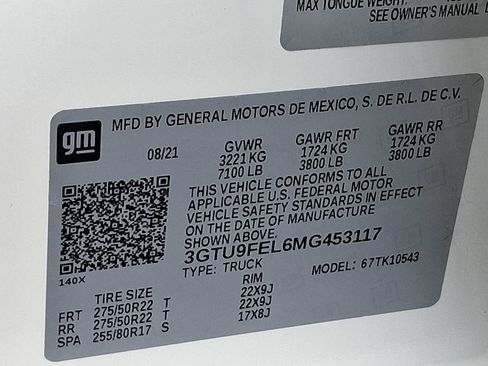 MAX TONGUE WEIGHT:
SEE OWNER'S MANUAL
gm
MFD BY GENERAL MOTORS DE MEXICO, S. DE R.L. DE C.V.
08/21 GVWR GAWR FRT GAWR RR
3221 KG 1724 KG 1724 KG
7100 LB 3800 LB 3800 LB
THIS VEHICLE CONFORMS TO ALL
APPLICABLE U.S. FEDERAL MOTOR
VEHICLE SAFETY STANDARDS IN EFFECT
ON THE DATE OF MANUFACTURE
SHOWN ABOVE.
3GTU9FEL6MG453117
TYPE: TRUCK MODEL: 67TK10543
140X
TIRE SIZE RIM
FRT 275/50R22 T 22X9J
RR 275/50R22 T 22X9J
SPA 255/80R17 S 17X8J